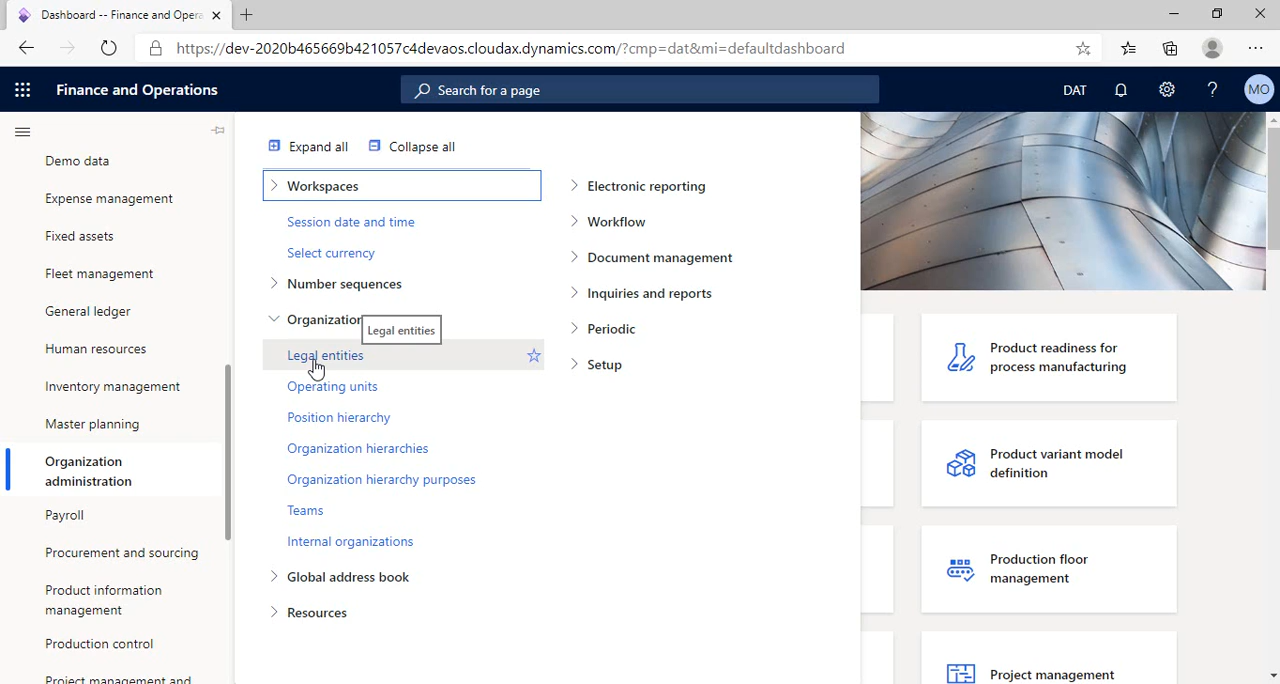 Dashboard -- Finance and Opera
https://dev-2020b465669b421057c4devaos.cloudax.dynamics.com/?cmp=dat&mi=defaultdashboard
Finance and Operations
Search for a page
DAT
?
MO
Demo data
Expense management
Fixed assets
Fleet management
General ledger
Human resources
Inventory management
Master planning
Organization
administration
Payroll
Procurement and sourcing
Product information
management
Production control
Project management and
Expand all
Collapse all
Workspaces
Session date and time
Select currency
Number sequences
Organization
Legal entities
Legal entities
Operating units
Position hierarchy
Organization hierarchies
Organization hierarchy purposes
Teams
Internal organizations
Global address book
Resources
Electronic reporting
Workflow
Document management
Inquiries and reports
Periodic
Setup
Product readiness for
process manufacturing
Product variant model
definition
Production floor
management
Project management